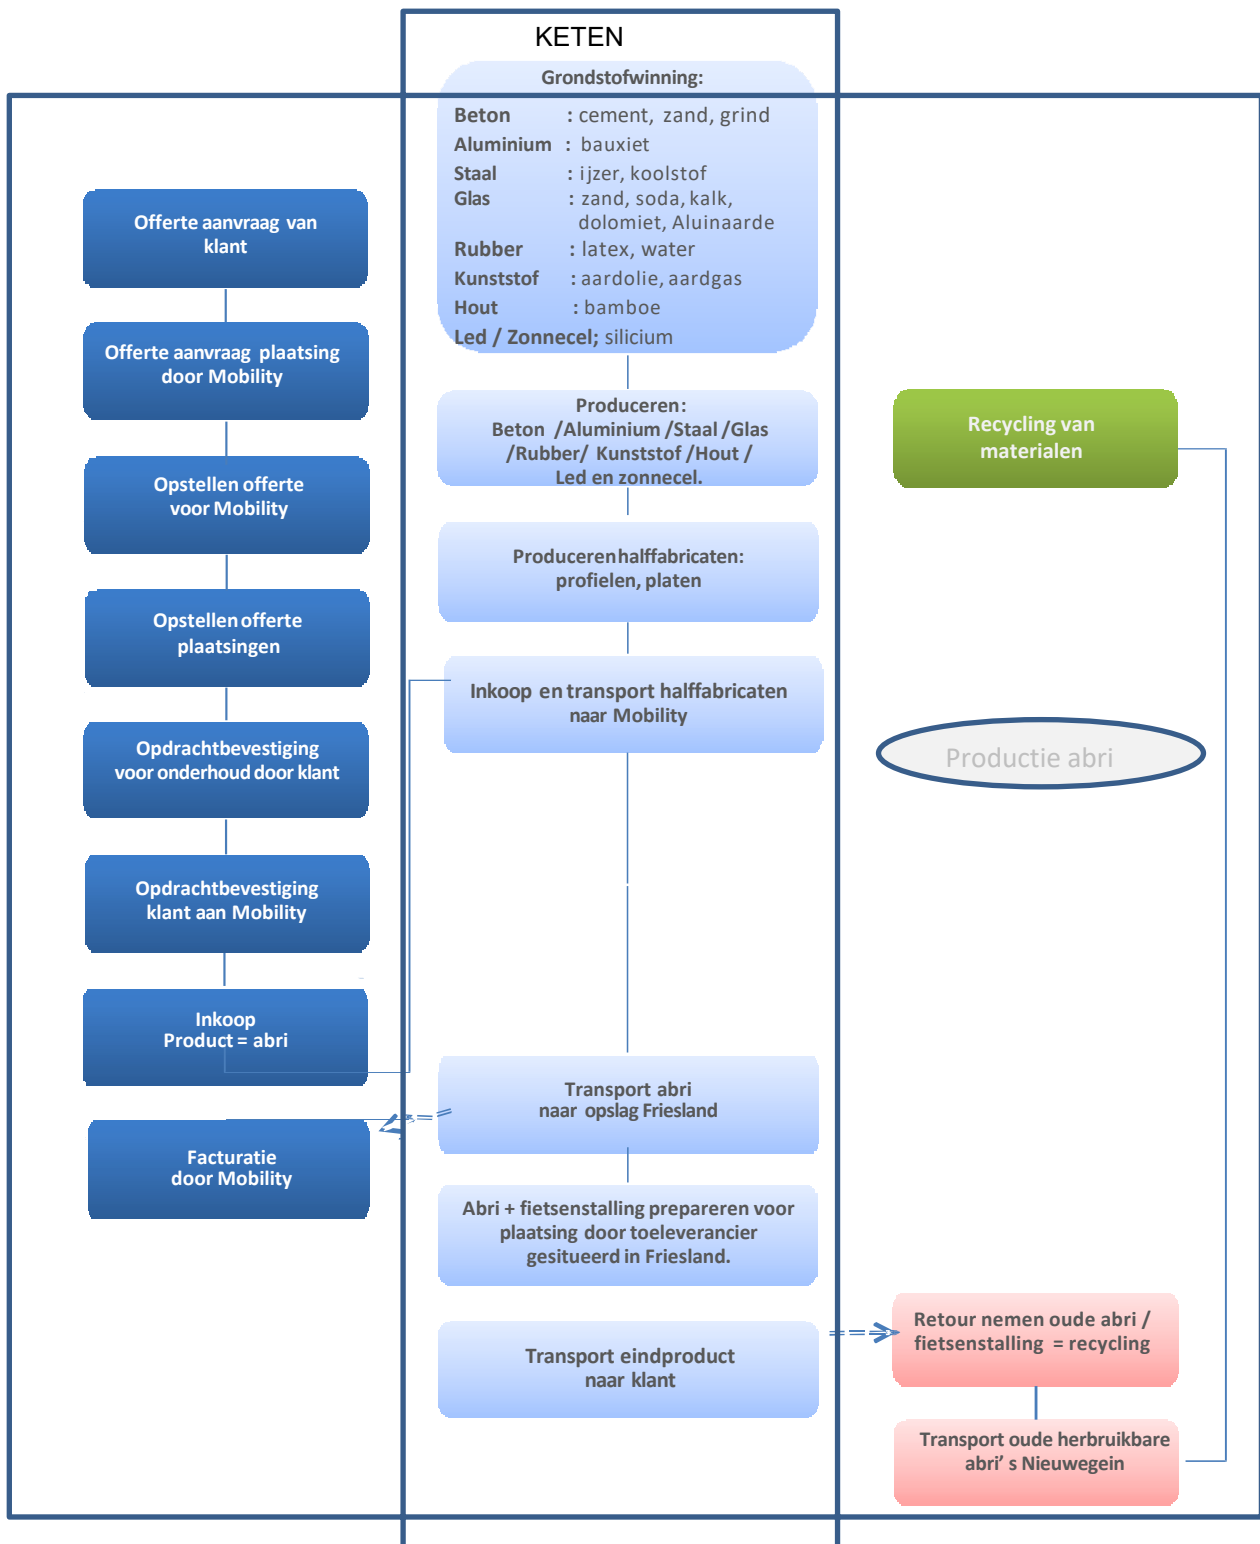 KETEN
Grondstofwinning:
Beton : cement, zand, grind
Aluminium : bauxiet
Staal : ijzer, koolstof
Glas : zand, soda, kalk,
dolomiet, Aluinaarde
Rubber : latex, water
Kunststof : aardolie, aardgas
Hout : bamboe
Led / Zonnecel; silicium
Produceren:
Beton /Aluminium /Staal /Glas
/Rubber/ Kunststof /Hout /
Led en zonnecel.
Producerenhalffabricaten:
profielen, platen
Inkoop en transport halffabricaten
naar Mobility
Transport abri
naar opslag Friesland
Abri + fietsenstalling prepareren voor
plaatsing door toeleverancier
gesitueerd in Friesland.
Transport eindproduct
naar klant
Offerte aanvraag van
klant
Offerte aanvraag plaatsing
door Mobility
Opstellen offerte
voor Mobility
Opstellen offerte
plaatsingen
Opdrachtbevestiging
voor onderhoud door klant
Opdrachtbevestiging
klant aan Mobility
Inkoop
Product = abri
Facturatie
door Mobility
Recycling van
materialen
Productie abri
Retour nemen oude abri /
fietsenstalling = recycling
Transport oude herbruikbare
abri' s Nieuwegein